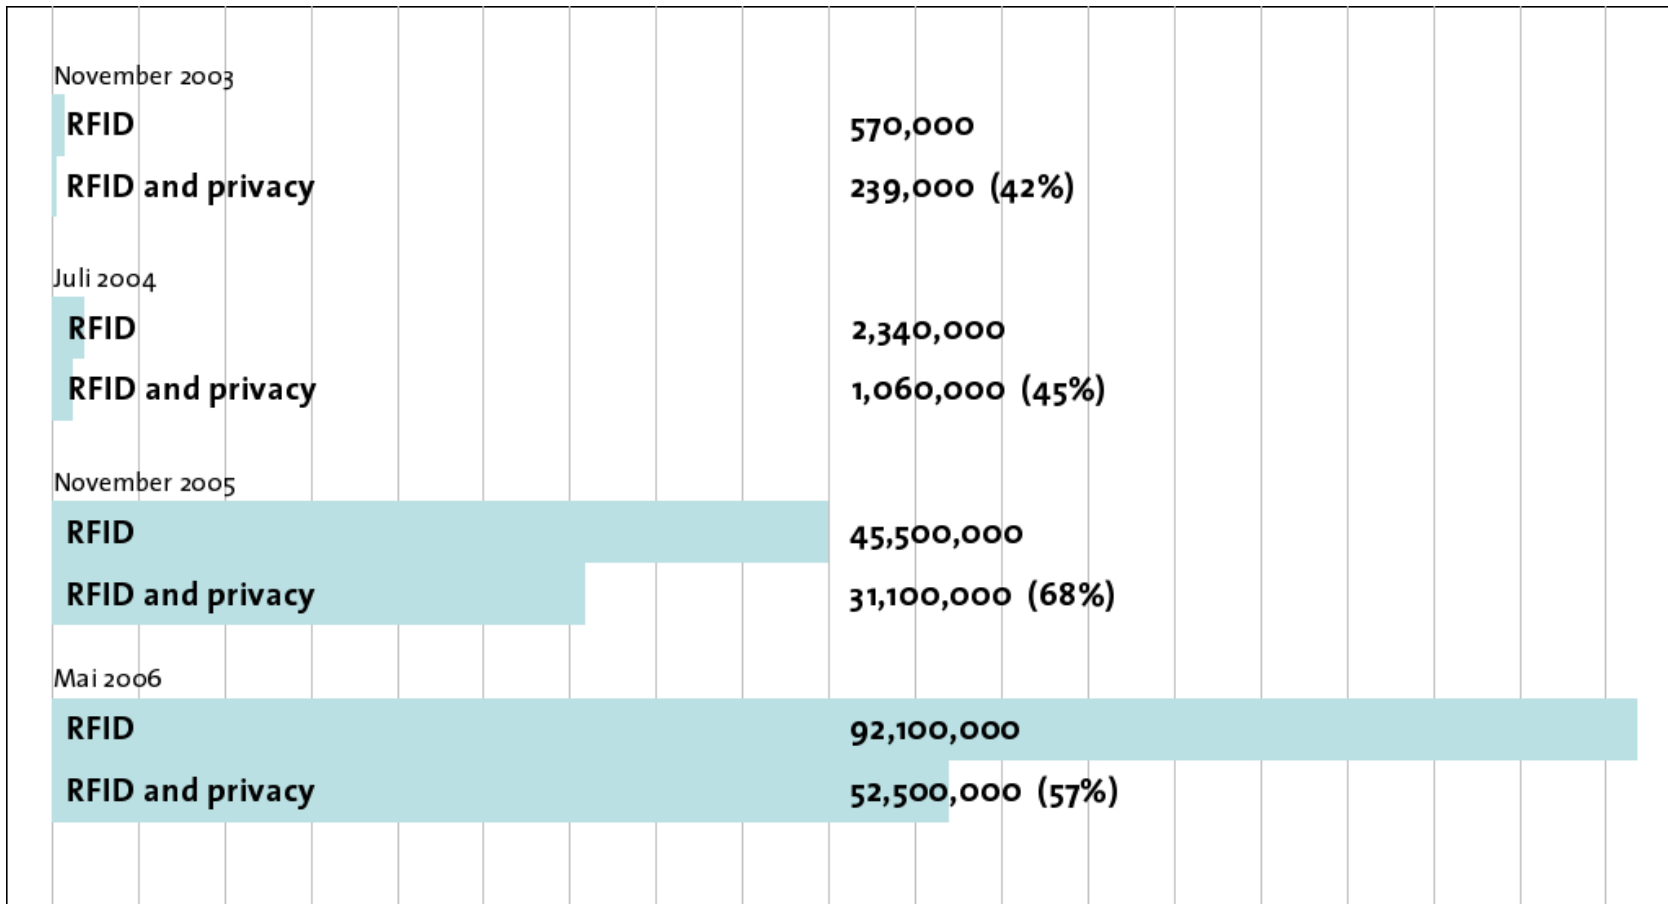 November 2003
RFID 570,000
RFID and privacy 239,000 (42%)
Juli 2004
RFID 2,340,000
RFID and privacy 1,060,000 (45%)
November 2005
RFID 45,500,000
RFID and privacy 31,100,000 (68%)
Mai 2006
RFID 92,100,000
RFID and privacy 52,500,000 (57%)